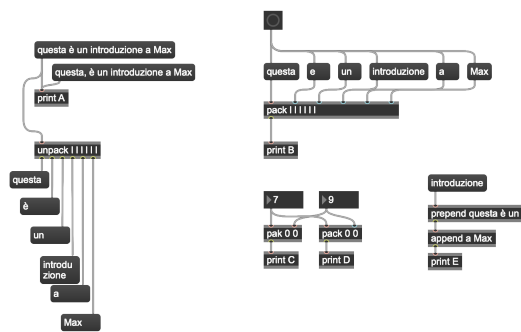 questa è un introduzione a Max
questa, è un introduzione a Max
print A
unpack l l l l l l
questa
è
un
introdu
zione
a
Max
questa
e
un
introduzione
a
Max
pack l l l l l l
print B
7
9
pak 0 0
pack 0 0
print C
print D
introduzione
prepend questa è un
append a Max
print E